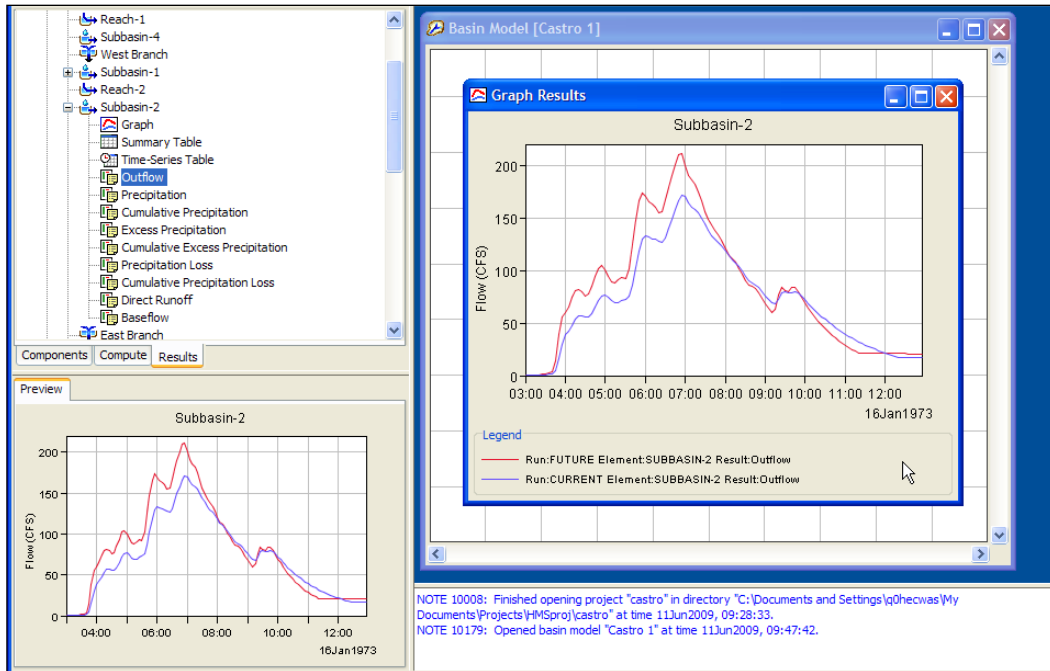 Reach-1
Subbasin-4
West Branch
Subbasin-1
Reach-2
Subbasin-2
Graph
Summary Table
Time-Series Table
Outflow
Precipitation
Cumulative Precipitation
Excess Precipitation
Cumulative Excess Precipitation
Precipitation Loss
Cumulative Precipitation Loss
Direct Runoff
Baseflow
East Branch
Components Compute Results
Preview
Subbasin-2
200
150
100
50
0
Flow (CFS)
04:00 06:00 08:00 10:00 12:00
16Jan1973
Basin Model [Castro 1]
Graph Results
Subbasin-2
200
150
100
50
0
Flow (CFS)
03:00 04:00 05:00 06:00 07:00 08:00 09:00 10:00 11:00 12:00
16Jan1973
Legend
Run:FUTURE Element:SUBBASIN-2 Result:Outflow
Run:CURRENT Element:SUBBASIN-2 Result:Outflow
NOTE 10008: Finished opening project "castro" in directory "C:\Documents and Settings\q0hecwas\My
Documents\Projects\HMSproj\castro" at time 11Jun2009, 09:28:33.
NOTE 10179: Opened basin model "Castro 1" at time 11Jun2009, 09:47:42.